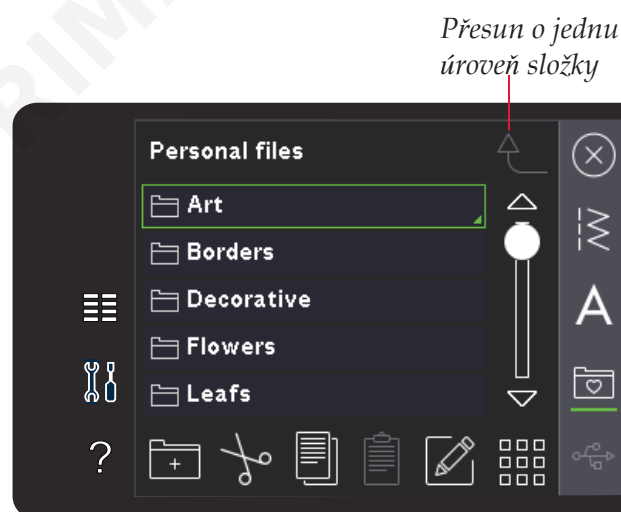 Přesun o jednu
úroveň složky
Personal files
Art
Borders
Decorative
Flowers
Leafs
A
?